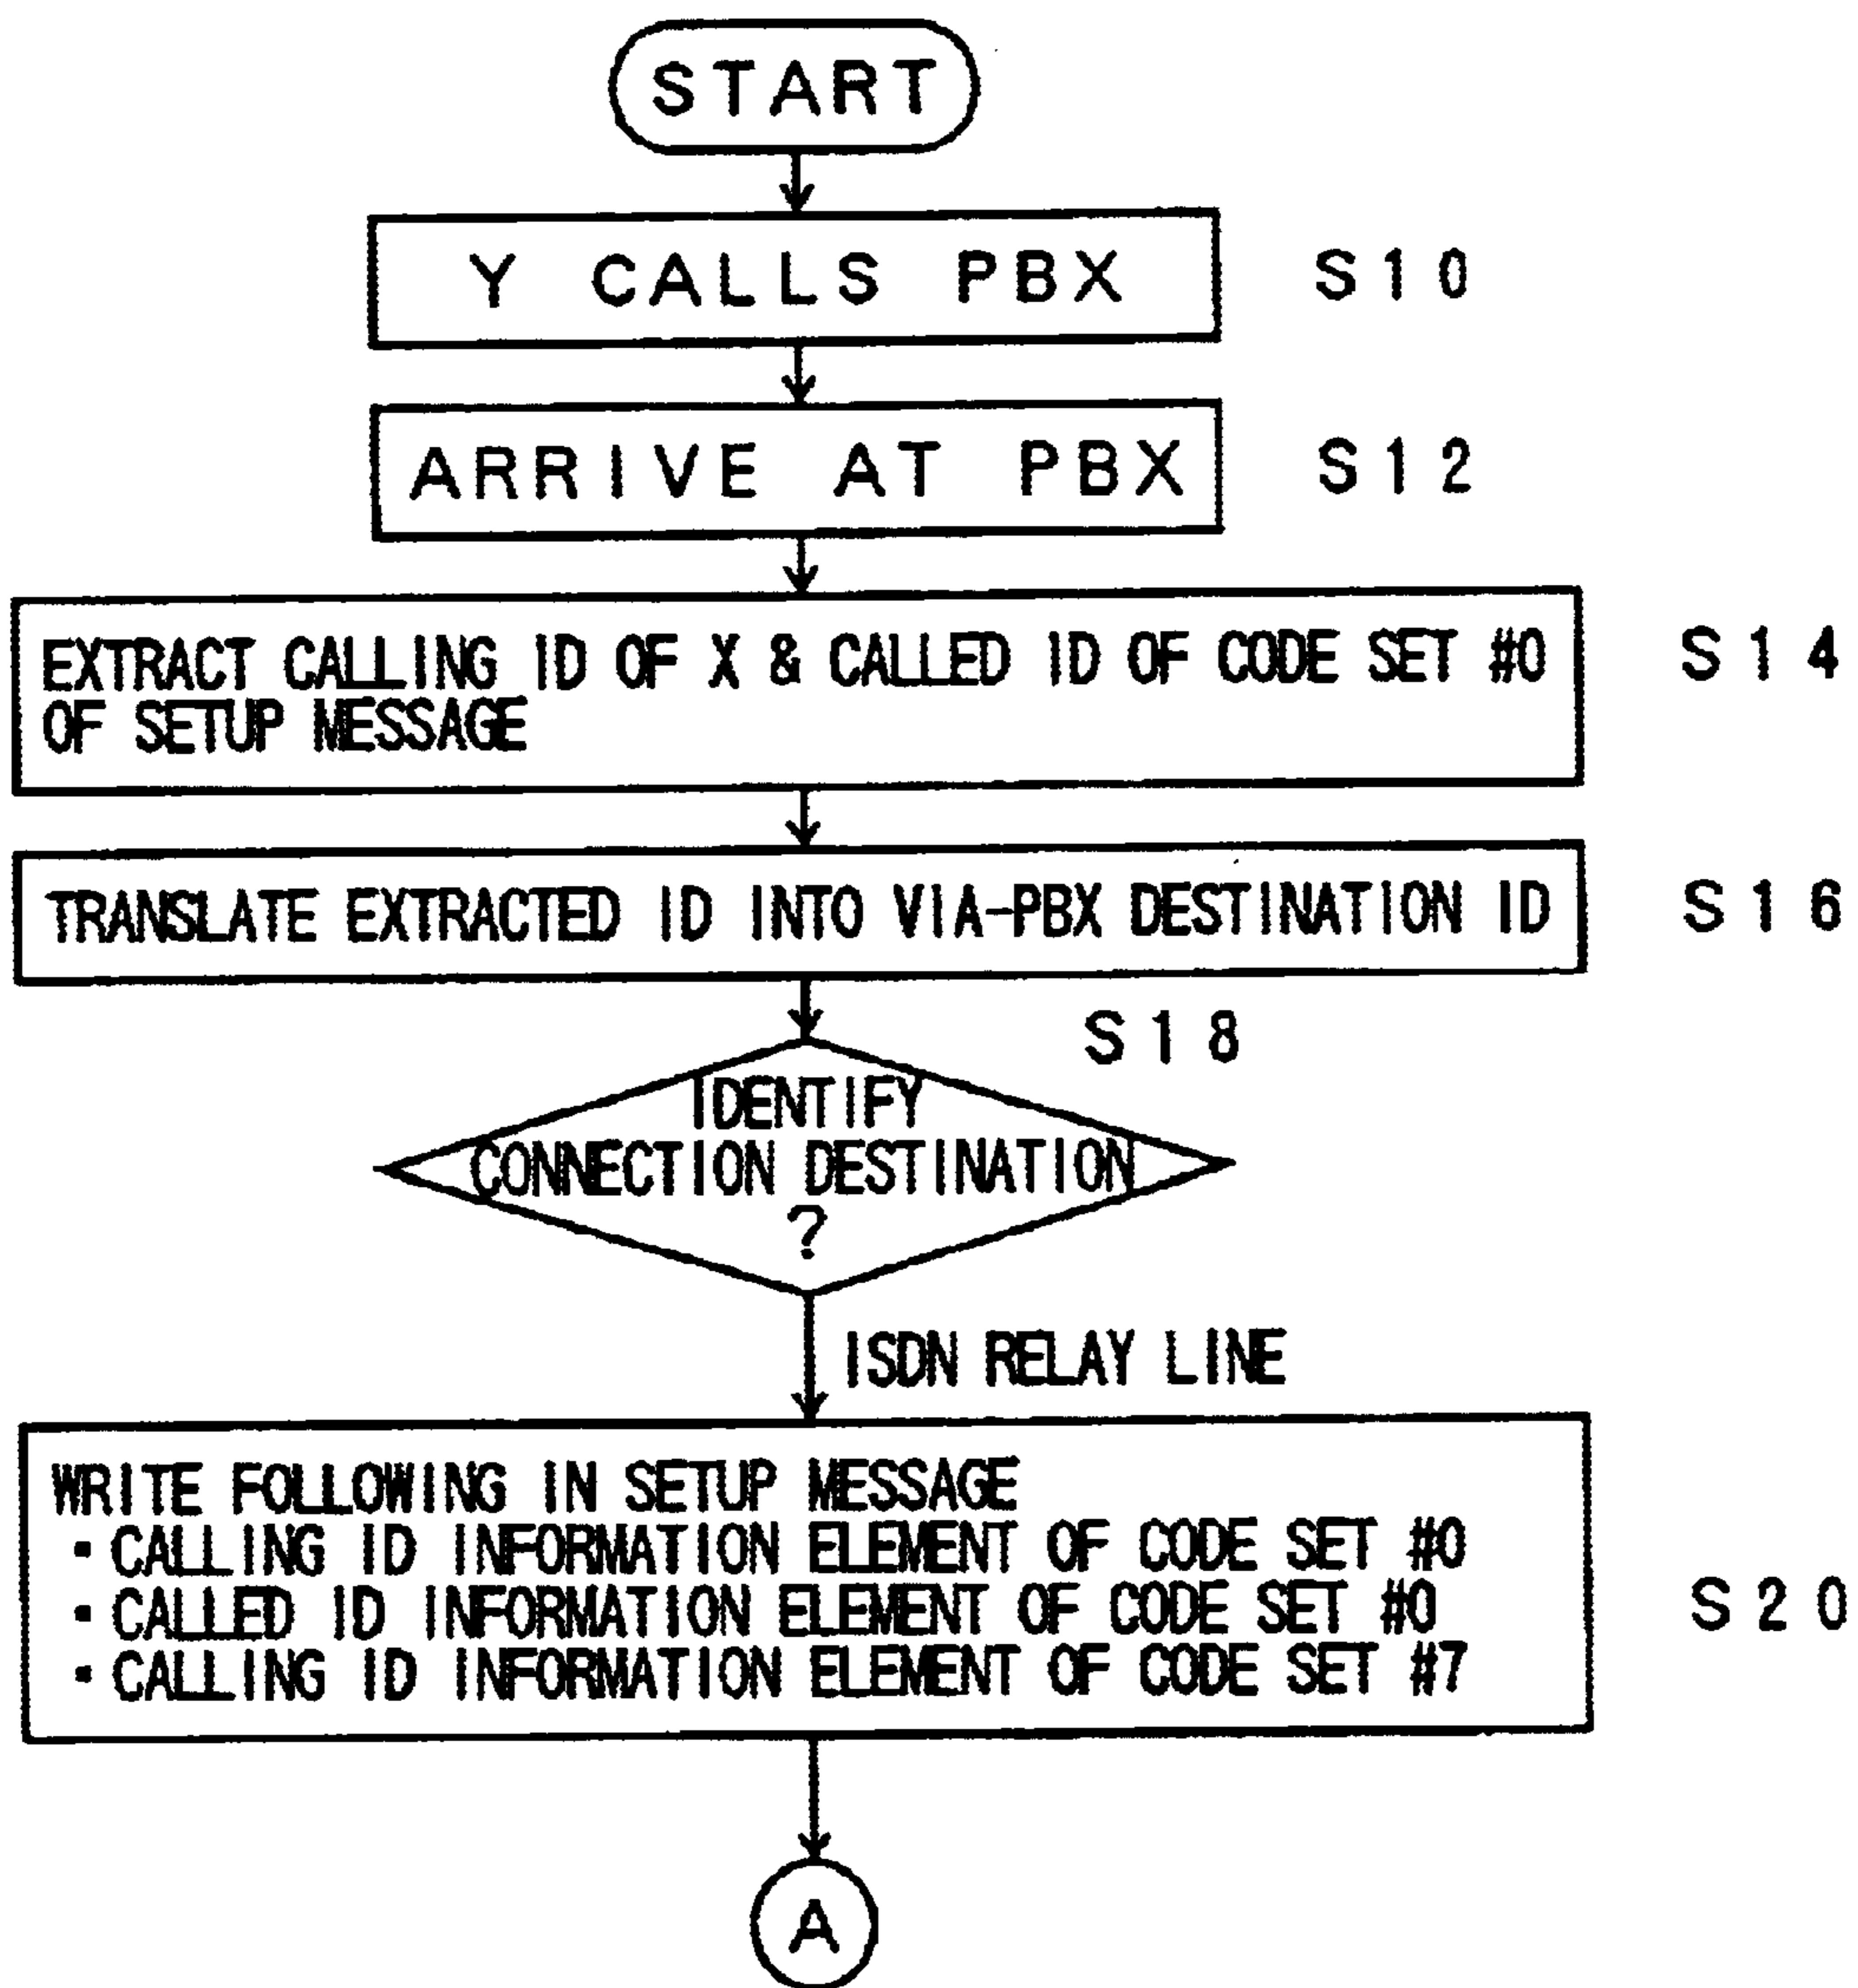 START
Y CALLS PBX S10
ARRIVE AT PBX S12
EXTRACT CALLING ID OF X & CALLED ID OF CODE SET #0 S14
OF SETUP MESSAGE
TRANSLATE EXTRACTED ID INTO VIA-PBX DESTINATION ID S16
S18
IDENTIFY
CONNECTION DESTINATION
?
ISDN RELAY LINE
WRITE FOLLOWING IN SETUP MESSAGE
▪ CALLING ID INFORMATION ELEMENT OF CODE SET #0
▪ CALLED ID INFORMATION ELEMENT OF CODE SET #0 S20
▪ CALLING ID INFORMATION ELEMENT OF CODE SET #7
A